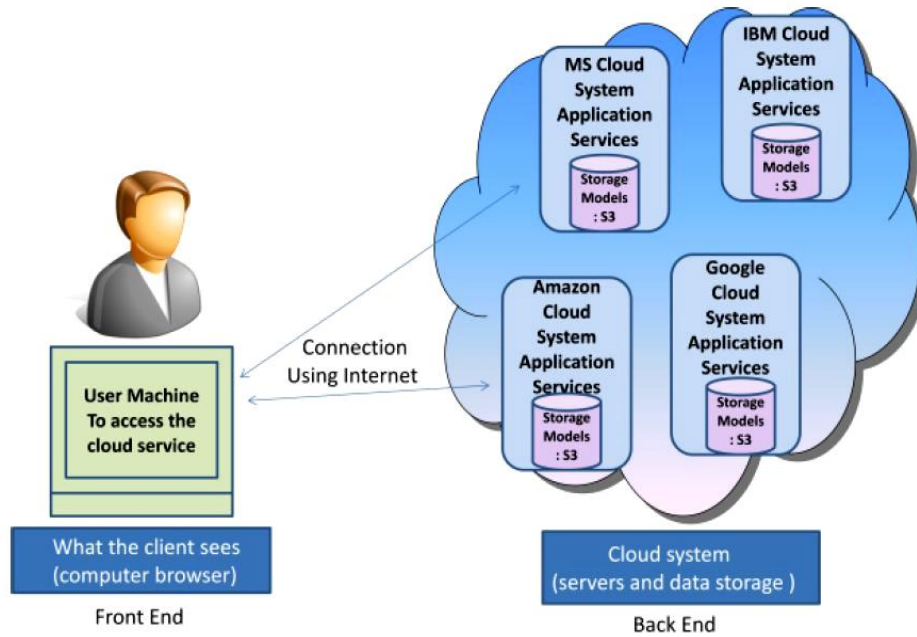 MS Cloud
System
Application
Services
Storage
Models
: S3
IBM Cloud
System
Application
Services
Storage
Models
: S3
Amazon
Cloud
System
Application
Services
Storage
Models
: S3
Google
Cloud
System
Application
Services
Storage
Models
: S3
Connection
Using Internet
User Machine
To access the
cloud service
What the client sees
(computer browser)
Front End
Cloud system
(servers and data storage )
Back End